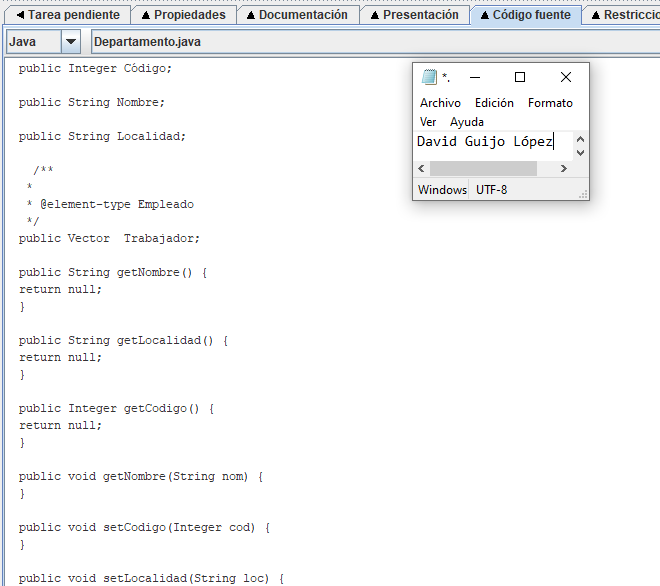 Tarea pendiente Propiedades Documentación Presentación Código fuente Restriccio
Java Departamento.java
public Integer Código;
public String Nombre;
public String Localidad;
/**
*
* @element-type Empleado
*/
public Vector  Trabajador;
public String getNombre() {
return null;
}
public String getLocalidad() {
return null;
}
public Integer getCodigo() {
return null;
}
public void getNombre(String nom) {
}
public void setCodigo(Integer cod) {
}
public void setLocalidad(String loc) {
*.
Archivo Edición Formato
Ver Ayuda
David Guijo López
Windows UTF-8